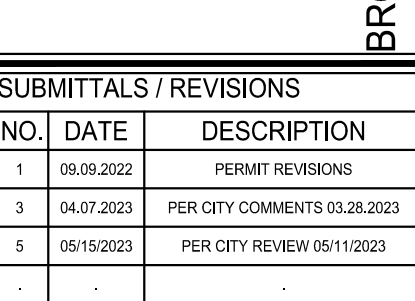 BRO
SUBMITTALS / REVISIONS
NO. DATE DESCRIPTION
1 09.09.2022 PERMIT REVISIONS
3 04.07.2023 PER CITY COMMENTS 03.28.2023
5 05/15/2023 PER CITY REVIEW 05/11/2023
. . .